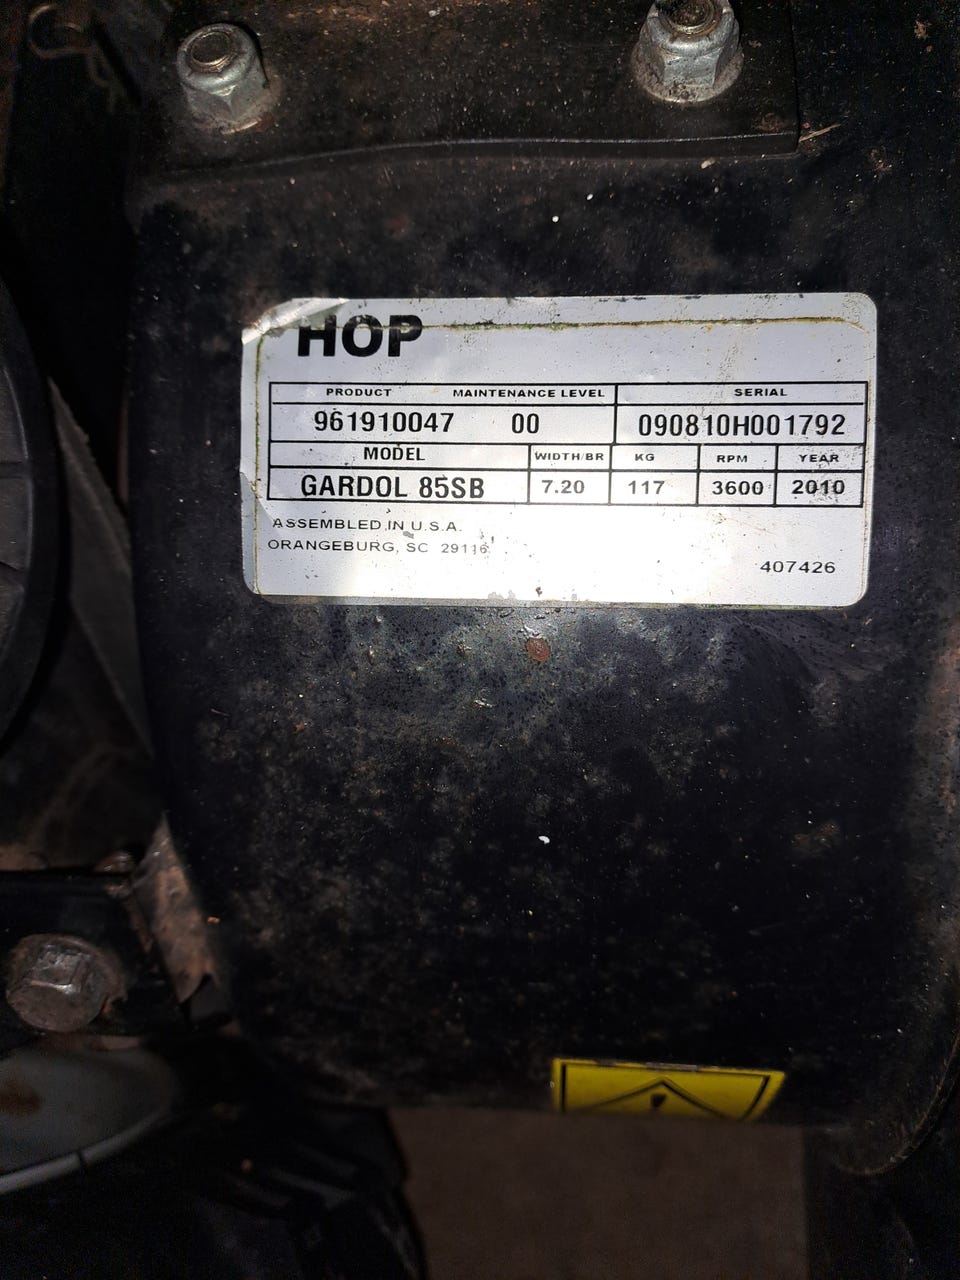 HOP
PRODUCT MAINTENANCE LEVEL SERIAL
961910047 00 090810H001792
MODEL WIDTH/BR KG RPM YEAR
GARDOL 85SB 7.20 117 3600 2010
ASSEMBLED IN U.S.A.
ORANGEBURG, SC 29116
407426